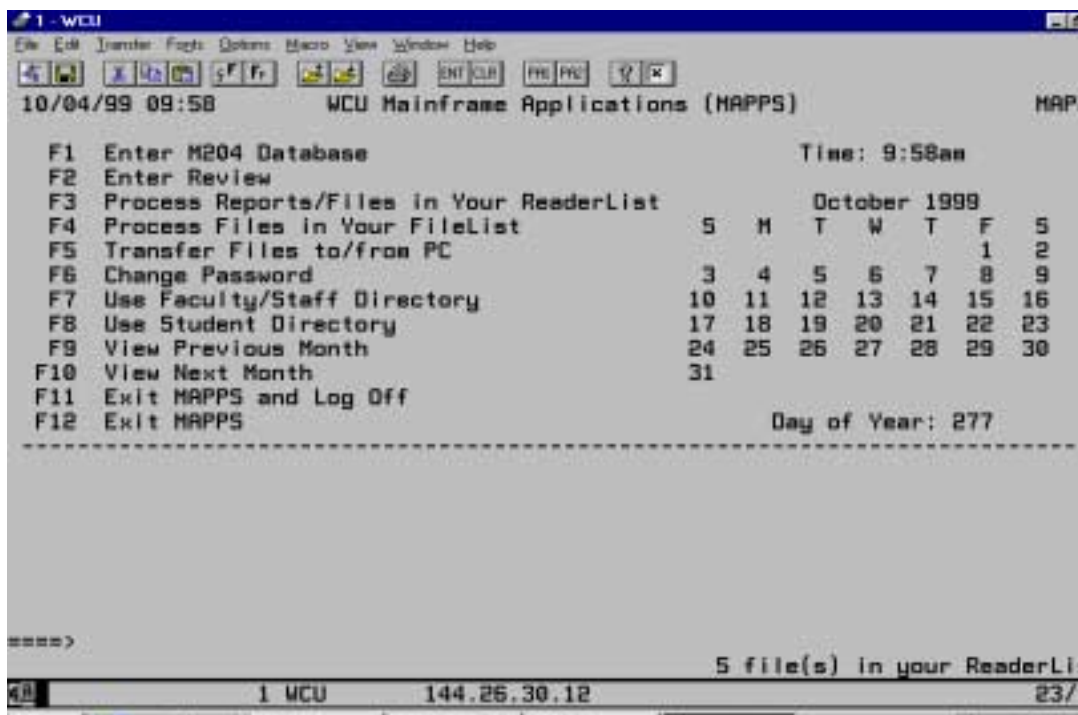 1 - WCU
File Edit Transfer Fonts Options Macro View Window Help
ENT CLR PA1 PA2
10/04/99 09:58 WCU Mainframe Applications (MAPPS) MAP
F1 Enter M204 Database Time: 9:58am
F2 Enter Review
F3 Process Reports/Files in Your ReaderList October 1999
F4 Process Files in Your FileList S M T W T F S
F5 Transfer Files to/from PC 1 2
F6 Change Password 3 4 5 6 7 8 9
F7 Use Faculty/Staff Directory 10 11 12 13 14 15 16
F8 Use Student Directory 17 18 19 20 21 22 23
F9 View Previous Month 24 25 26 27 28 29 30
F10 View Next Month 31
F11 Exit MAPPS and Log Off
F12 Exit MAPPS Day of Year: 277
====>
5 file(s) in your ReaderLi
1 WCU 144.26.30.12 23/